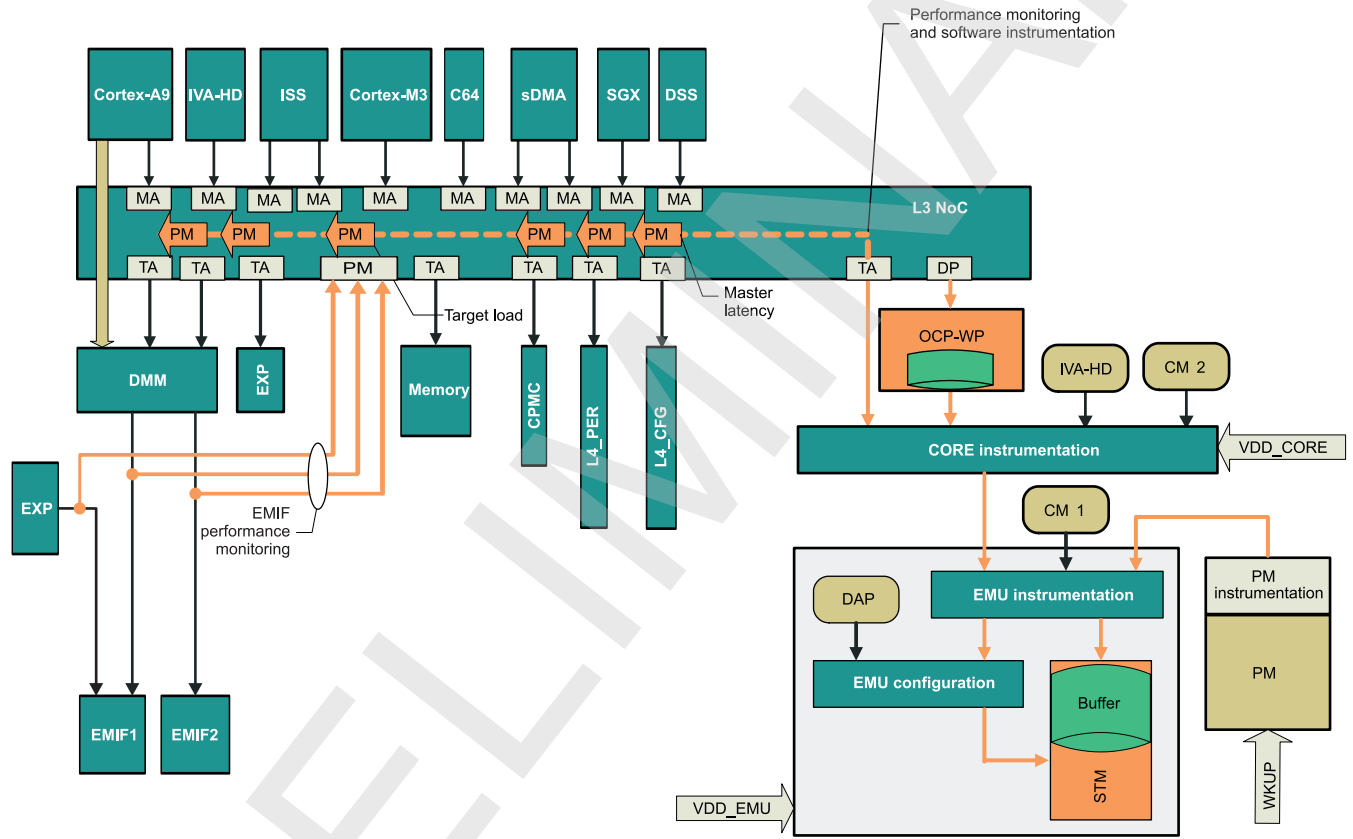 Performance monitoring
and software instrumentation
Cortex-A9
IVA-HD
ISS
Cortex-M3
C64
sDMA
SGX
DSS
MA
MA
MA
MA
MA
MA
MA
MA
MA
MA
L3 NoC
PM
PM
PM
PM
PM
PM
TA
TA
TA
PM
TA
TA
TA
TA
TA
DP
Master
latency
Target load
OCP-WP
DMM
EXP
Memory
CPMC
L4_PER
L4_CFG
IVA-HD
CM 2
CORE instrumentation
VDD_CORE
EXP
EMIF
performance
monitoring
CM 1
DAP
EMU instrumentation
PM
instrumentation
EMU configuration
Buffer
PM
EMIF1
EMIF2
STM
WKUP
VDD_EMU
ELIMINA